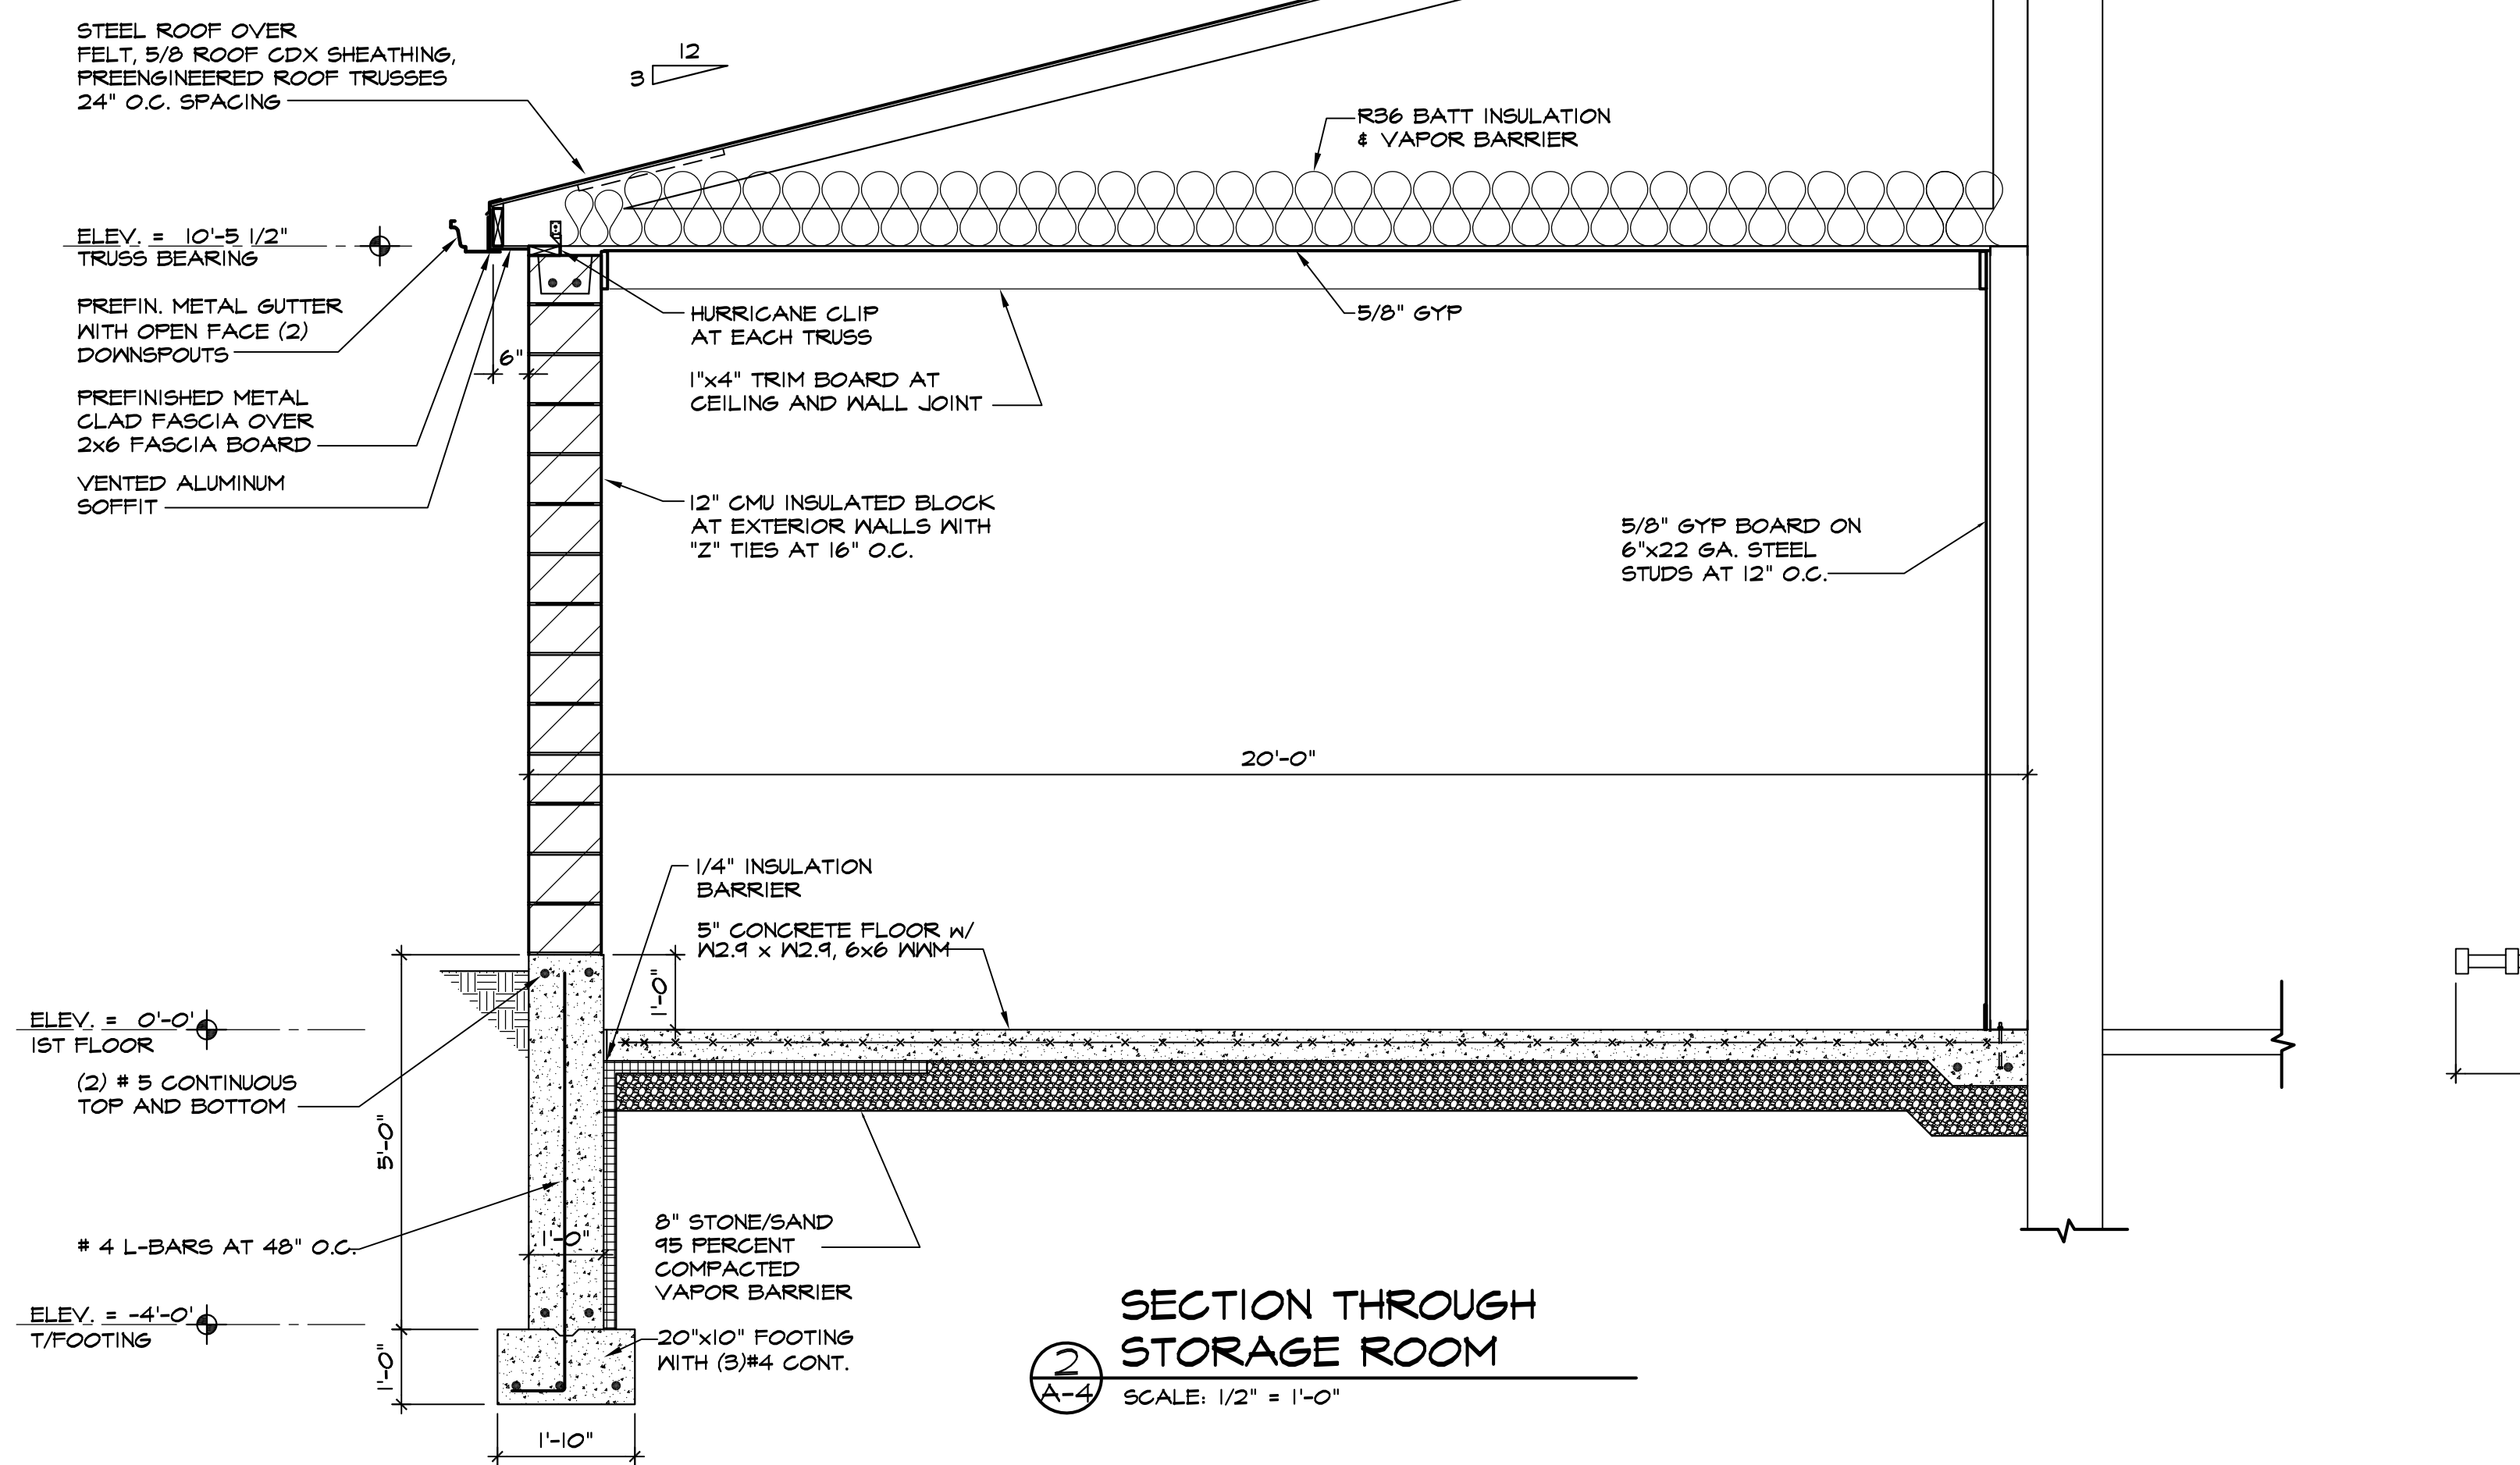 STEEL ROOF OVER
FELT, 5/8 ROOF CDX SHEATHING,
PREENGINEERED ROOF TRUSSES
24" O.C. SPACING
12
3
R36 BATT INSULATION
& VAPOR BARRIER
ELEV. = 10'-5 1/2"
TRUSS BEARING
PREFIN. METAL GUTTER
WITH OPEN FACE (2)
DOWNSPOUTS
6"
PREFINISHED METAL
CLAD FASCIA OVER
2x6 FASCIA BOARD
VENTED ALUMINUM
SOFFIT
HURRICANE CLIP
AT EACH TRUSS
5/8" GYP
1"x4" TRIM BOARD AT
CEILING AND WALL JOINT
12" CMU INSULATED BLOCK
AT EXTERIOR WALLS WITH
"Z" TIES AT 16" O.C.
5/8" GYP BOARD ON
6"x22 GA. STEEL
STUDS AT 12" O.C.
20'-0"
1/4" INSULATION
BARRIER
5" CONCRETE FLOOR W/
W2.9 x W2.9, 6x6 WWM
1'-0"
ELEV. = 0'-0'
1ST FLOOR
(2) # 5 CONTINUOUS
TOP AND BOTTOM
5'-0"
# 4 L-BARS AT 48" O.C.
1'-0"
8" STONE/SAND
95 PERCENT
COMPACTED
VAPOR BARRIER
ELEV. = -4'-0'
T/FOOTING
1'-0"
20"x10" FOOTING
WITH (3)#4 CONT.
1'-10"
SECTION THROUGH
STORAGE ROOM
2
A-4
SCALE: 1/2" = 1'-0"